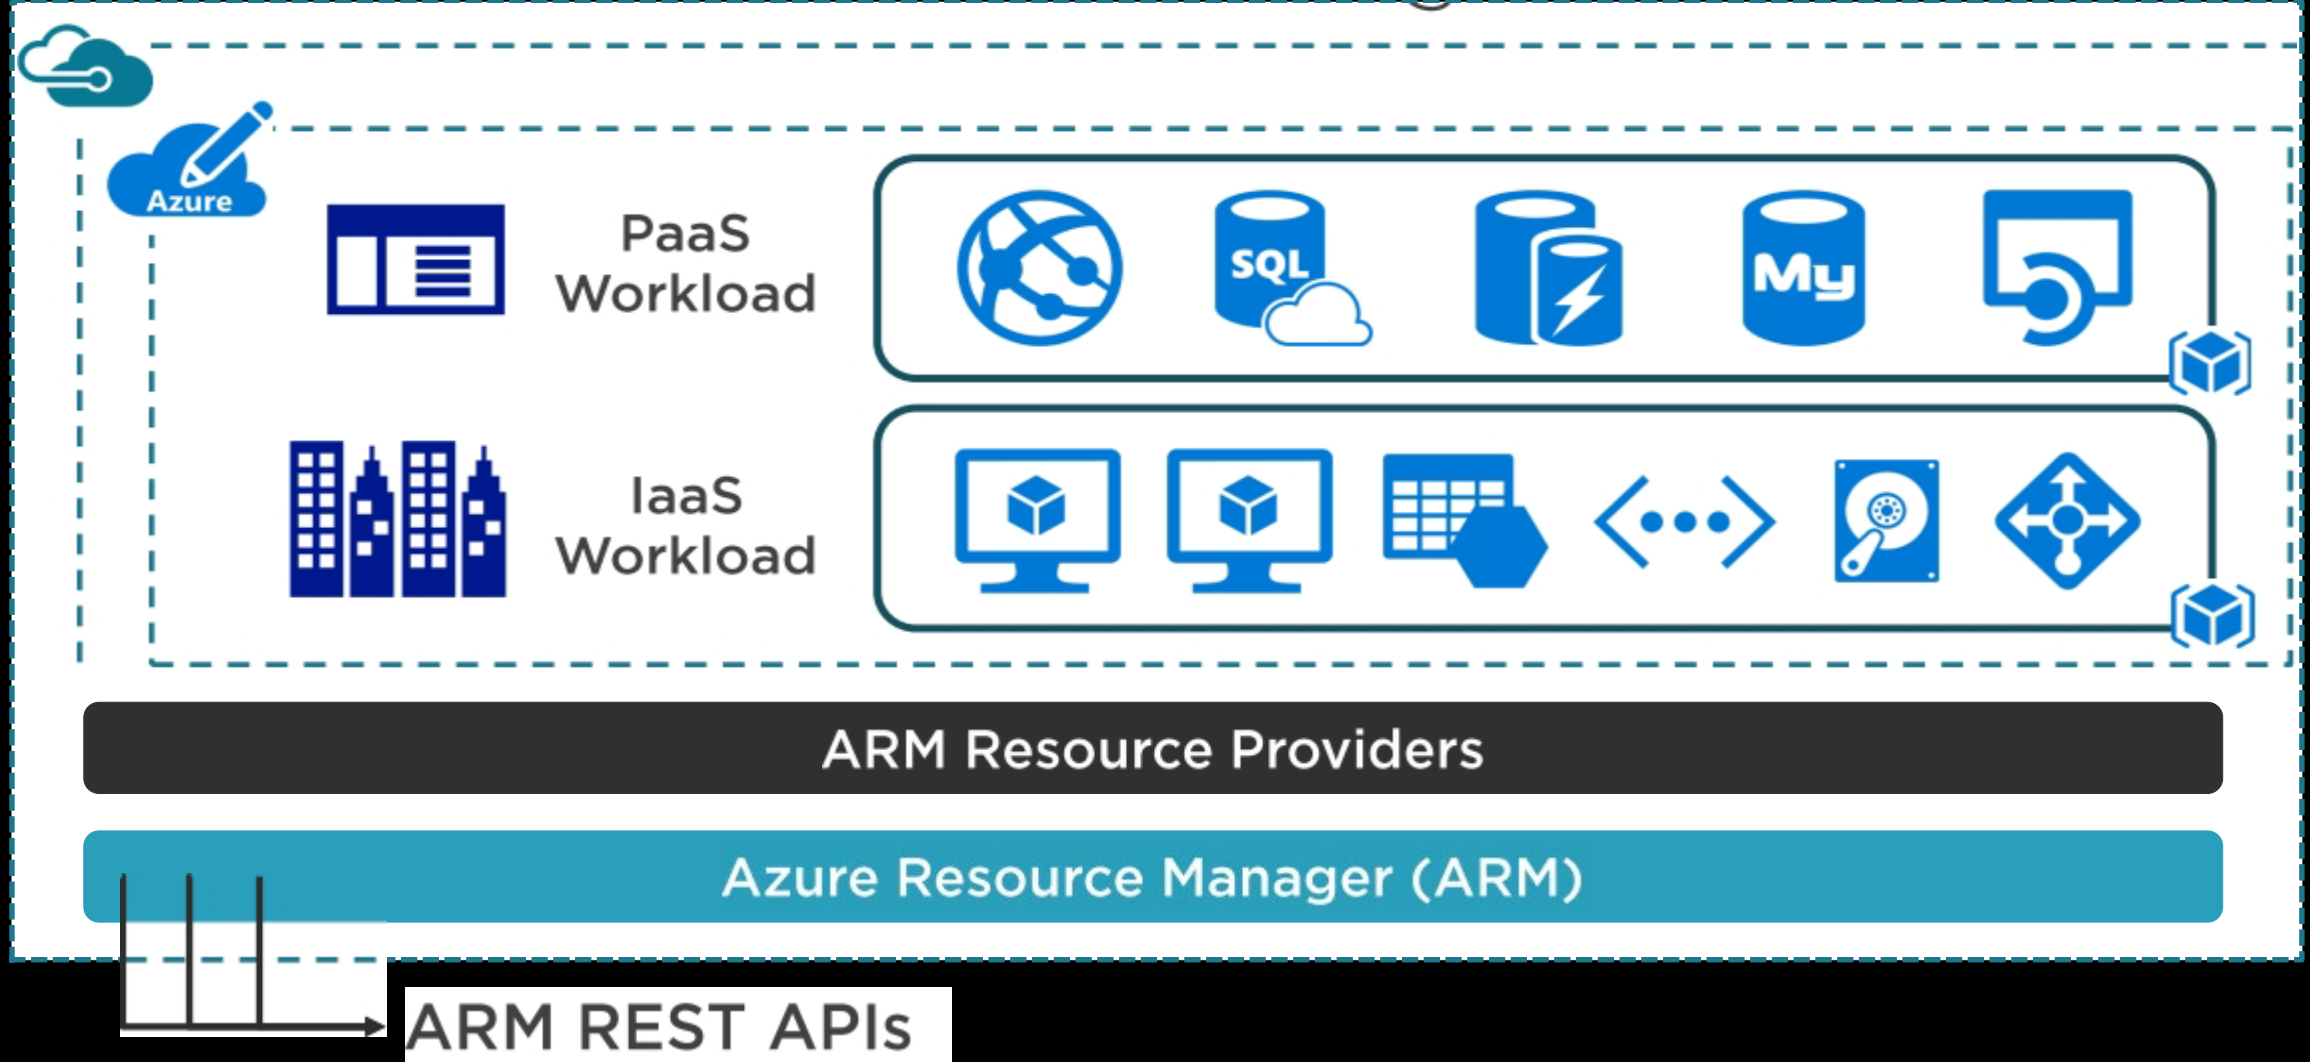 Azure
PaaS
Workload
SQL
My
IaaS
Workload
ARM Resource Providers
Azure Resource Manager (ARM)
ARM REST APIs